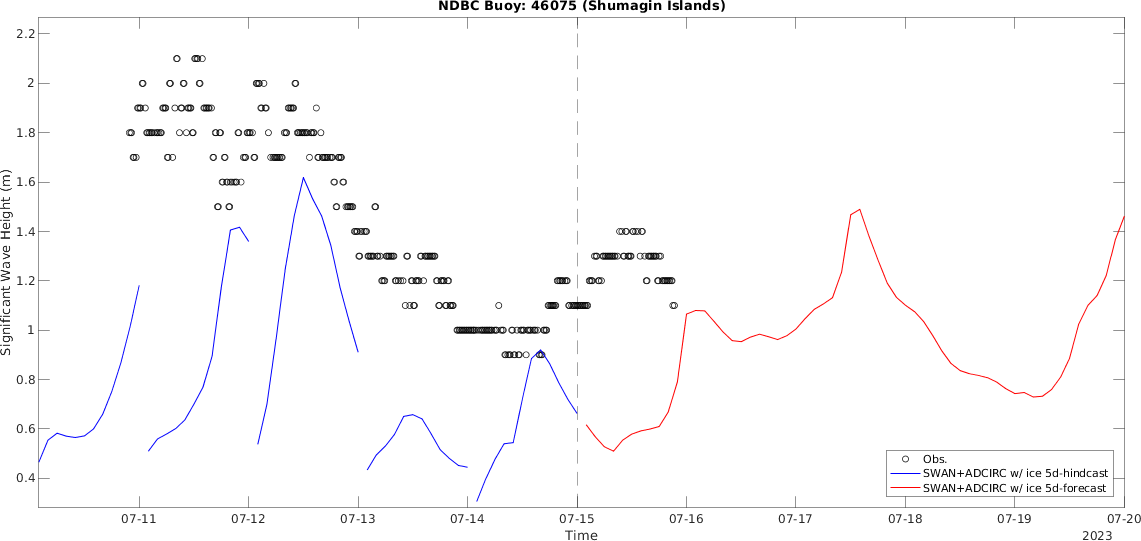 NDBC Buoy: 46075 (Shumagin Islands)
Significant Wave Height (m)
2.2
2
1.8
1.6
1.4
1.2
1
0.8
0.6
0.4
Obs.
SWAN+ADCIRC w/ ice 5d-hindcast
SWAN+ADCIRC w/ ice 5d-forecast
07-11 07-12 07-13 07-14 07-15 07-16 07-17 07-18 07-19 07-20
Time
2023